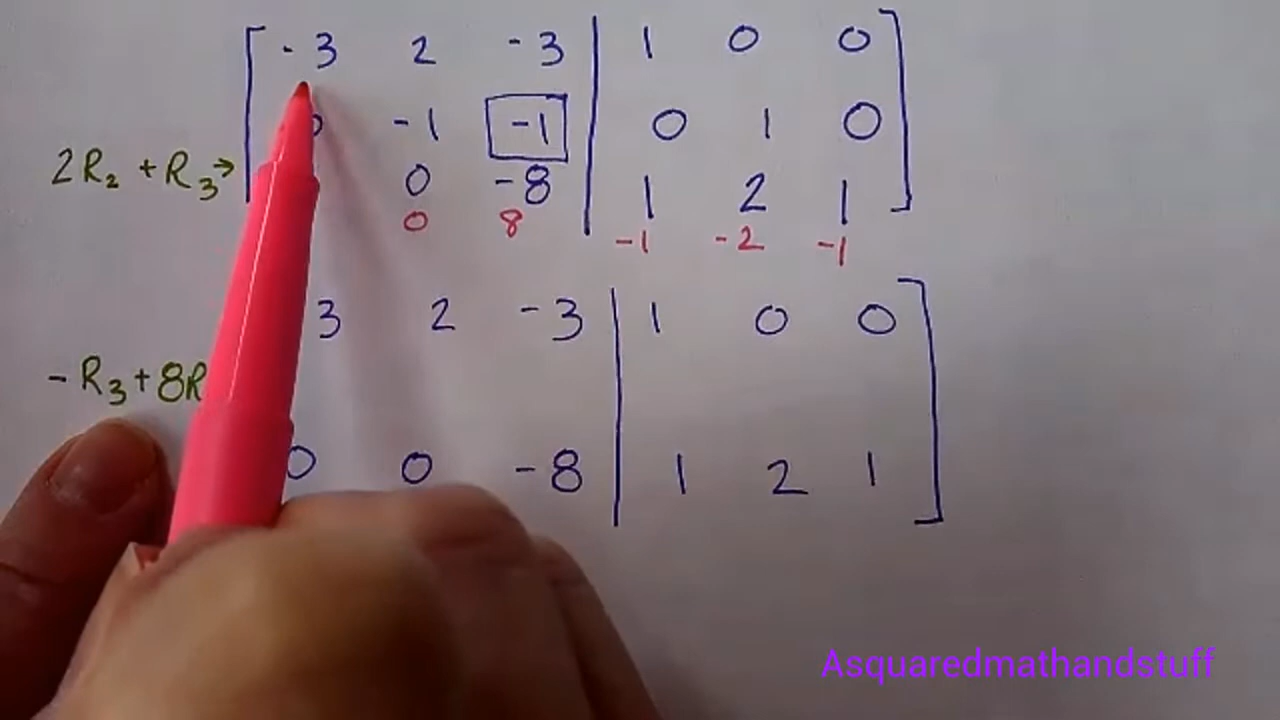 - 3 2 - 3 1 0 0
0 - 1 - 1 0 1 0
2R₂ + R₃ → 0 - 8 1 2 1
0 8 - 1 - 2 - 1
3 2 - 3 1 0 0
- R₃ + 8R
0 0 - 8 1 2 1
Asquaredmathandstuff